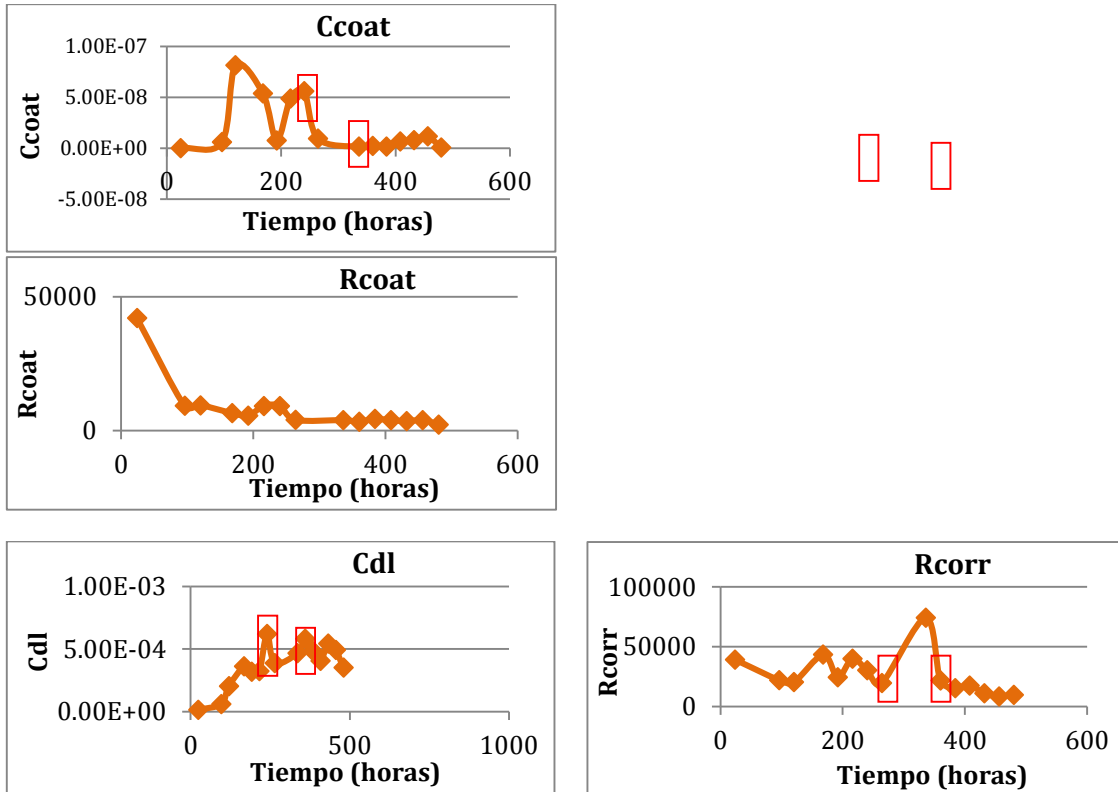 Ccoat
1.00E-07
5.00E-08
0.00E+00
-5.00E-08
0 200 400 600
Ccoat
Tiempo (horas)
Rcoat
50000
0
0 200 400 600
Rcoat
Tiempo (horas)
Cdl
1.00E-03
5.00E-04
0.00E+00
0 500 1000
Cdl
Tiempo (horas)
Rcorr
100000
50000
0
0 200 400 600
Rcorr
Tiempo (horas)